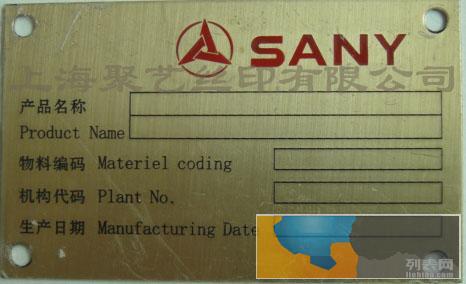 SANY
上海聚艺丝印有限公司
产品名称
Product Name
物料编码 Materiel coding
机构代码 Plant No.
生产日期 Manufacturing Date
列表网
liebiao.com